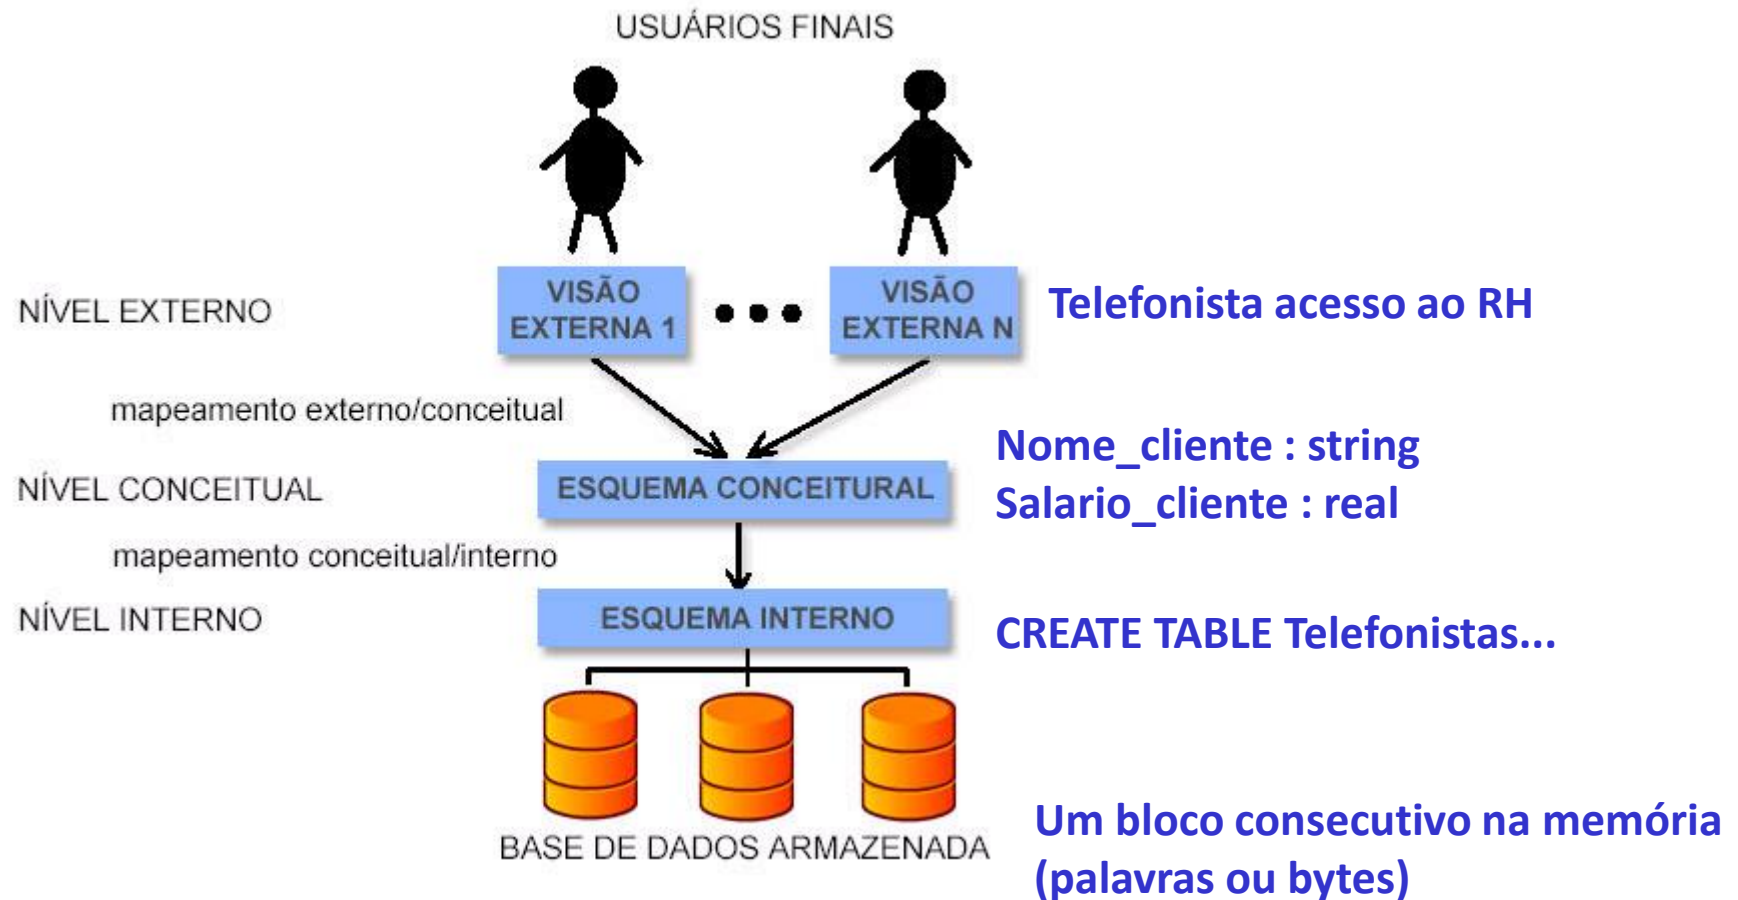 USUÁRIOS FINAIS
NÍVEL EXTERNO
VISÃO
EXTERNA 1
VISÃO
EXTERNA N
Telefonista acesso ao RH
mapeamento externo/conceitual
NÍVEL CONCEITUAL
ESQUEMA CONCEITURAL
Nome_cliente : string
Salario_cliente : real
mapeamento conceitual/interno
NÍVEL INTERNO
ESQUEMA INTERNO
CREATE TABLE Telefonistas...
BASE DE DADOS ARMAZENADA
Um bloco consecutivo na memória
(palavras ou bytes)